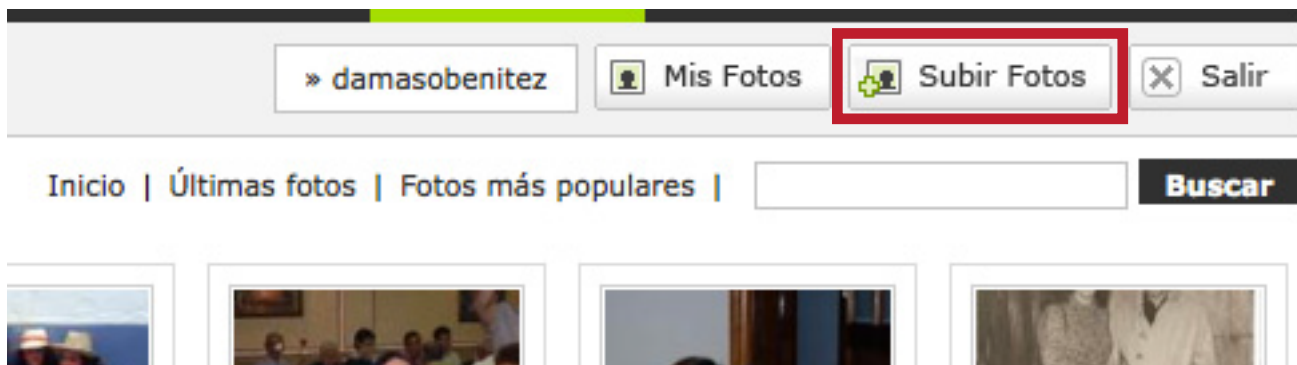 » damasobenitez Mis Fotos Subir Fotos Salir
Inicio | Últimas fotos | Fotos más populares | Buscar